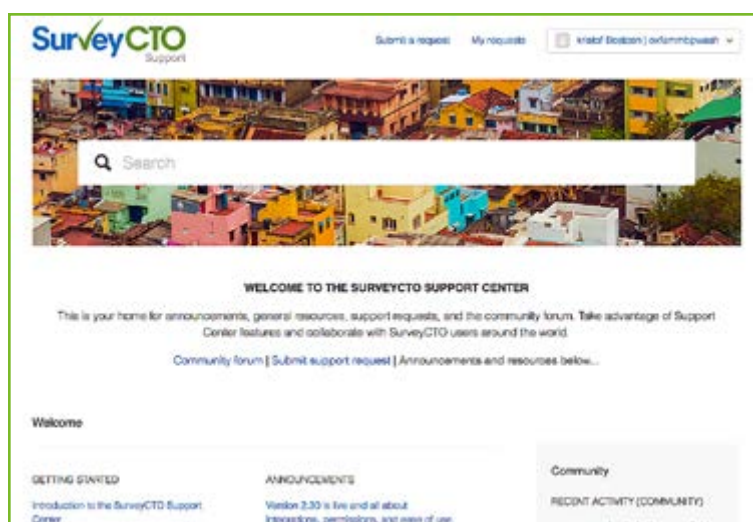 SurveyCTO
Support
Submit a request My requests kristof Bostoen | oxfammbpwash
Search
WELCOME TO THE SURVEYCTO SUPPORT CENTER
This is your home for announcements, general resources, support requests, and the community forum. Take advantage of Support
Center features and collaborate with SurveyCTO users around the world.
Community forum | Submit support request | Announcements and resources below...
Welcome
GETTING STARTED
Introduction to the SurveyCTO Support
Center
ANNOUNCEMENTS
Version 2.30 is live and all about
integrations, permissions, and ease of use
Community
RECENT ACTIVITY (COMMUNITY)